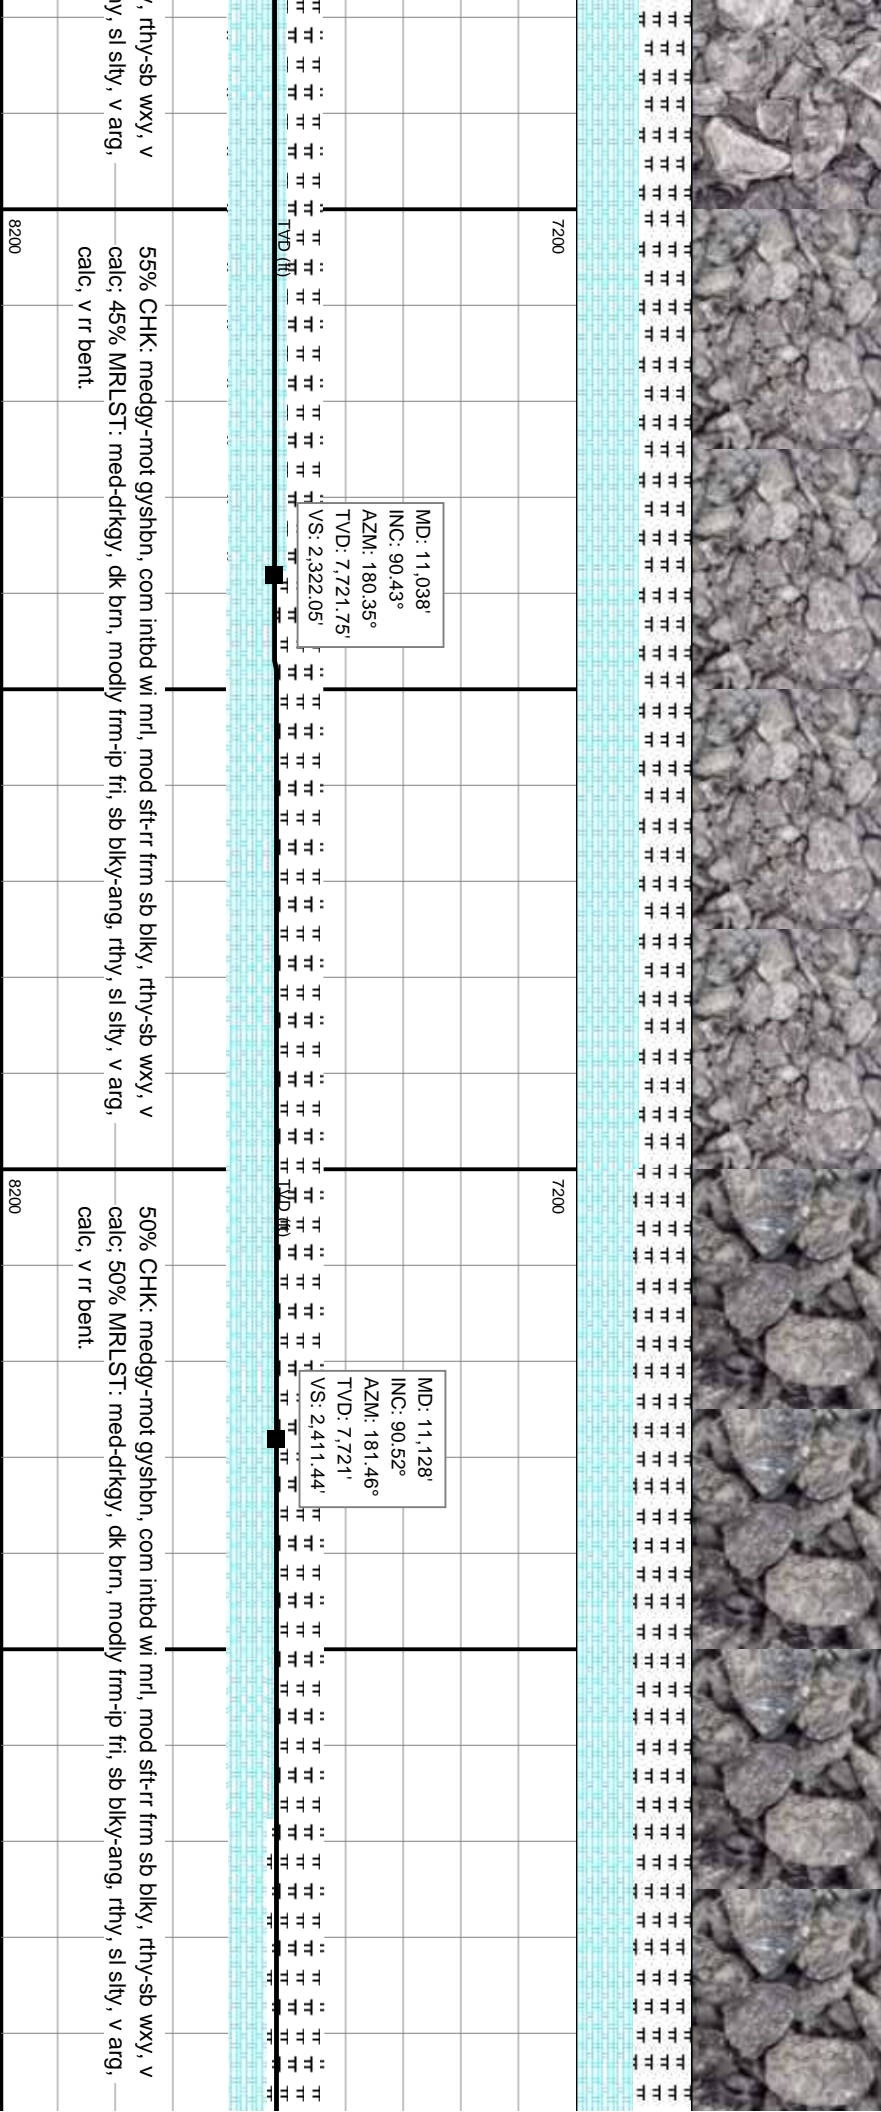 , rthy-sb wxy, v
y, sl slty, v arg,
8200
TVD (ft)
7200
55% CHK: medgy-mot gyshbn, com intbd wi mrl, mod sft-rr frm sb blky, rthy-sb wxy, v
calc; 45% MRLST: med-drkgy, dk brn, modly frm-ip fri, sb blky-ang, rthy, sl slty, v arg,
calc, v rr bent.
MD: 11,038'
INC: 90.43°
AZM: 180.35°
TVD: 7,721.75'
VS: 2,322.05'
8200
TVD (ft)
7200
50% CHK: medgy-mot gyshbn, com intbd wi mrl, mod sft-rr frm sb blky, rthy-sb wxy, v
calc; 50% MRLST: med-drkgy, dk brn, modly frm-ip fri, sb blky-ang, rthy, sl slty, v arg,
calc, v rr bent.
MD: 11,128'
INC: 90.52°
AZM: 181.46°
TVD: 7,721'
VS: 2,411.44'